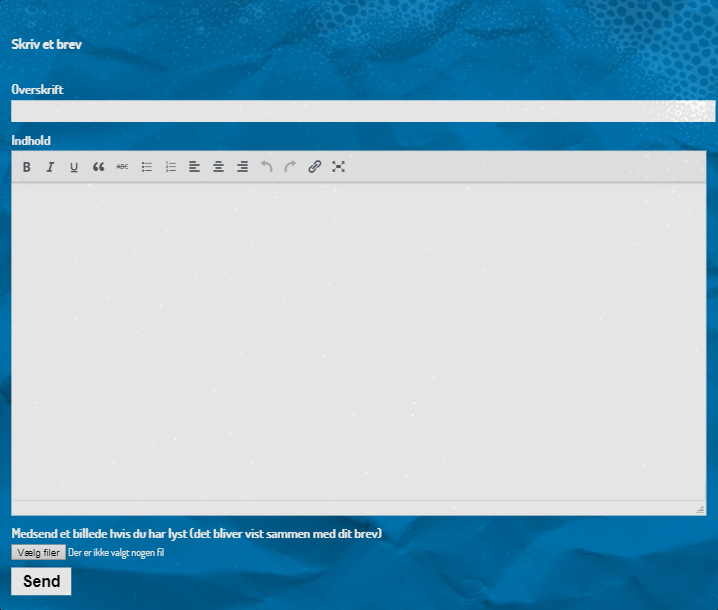 Skriv et brev
Overskrift
Indhold
B I U ABC
Medsend et billede hvis du har lyst (det bliver vist sammen med dit brev)
Vælg filer Der er ikke valgt nogen fil
Send